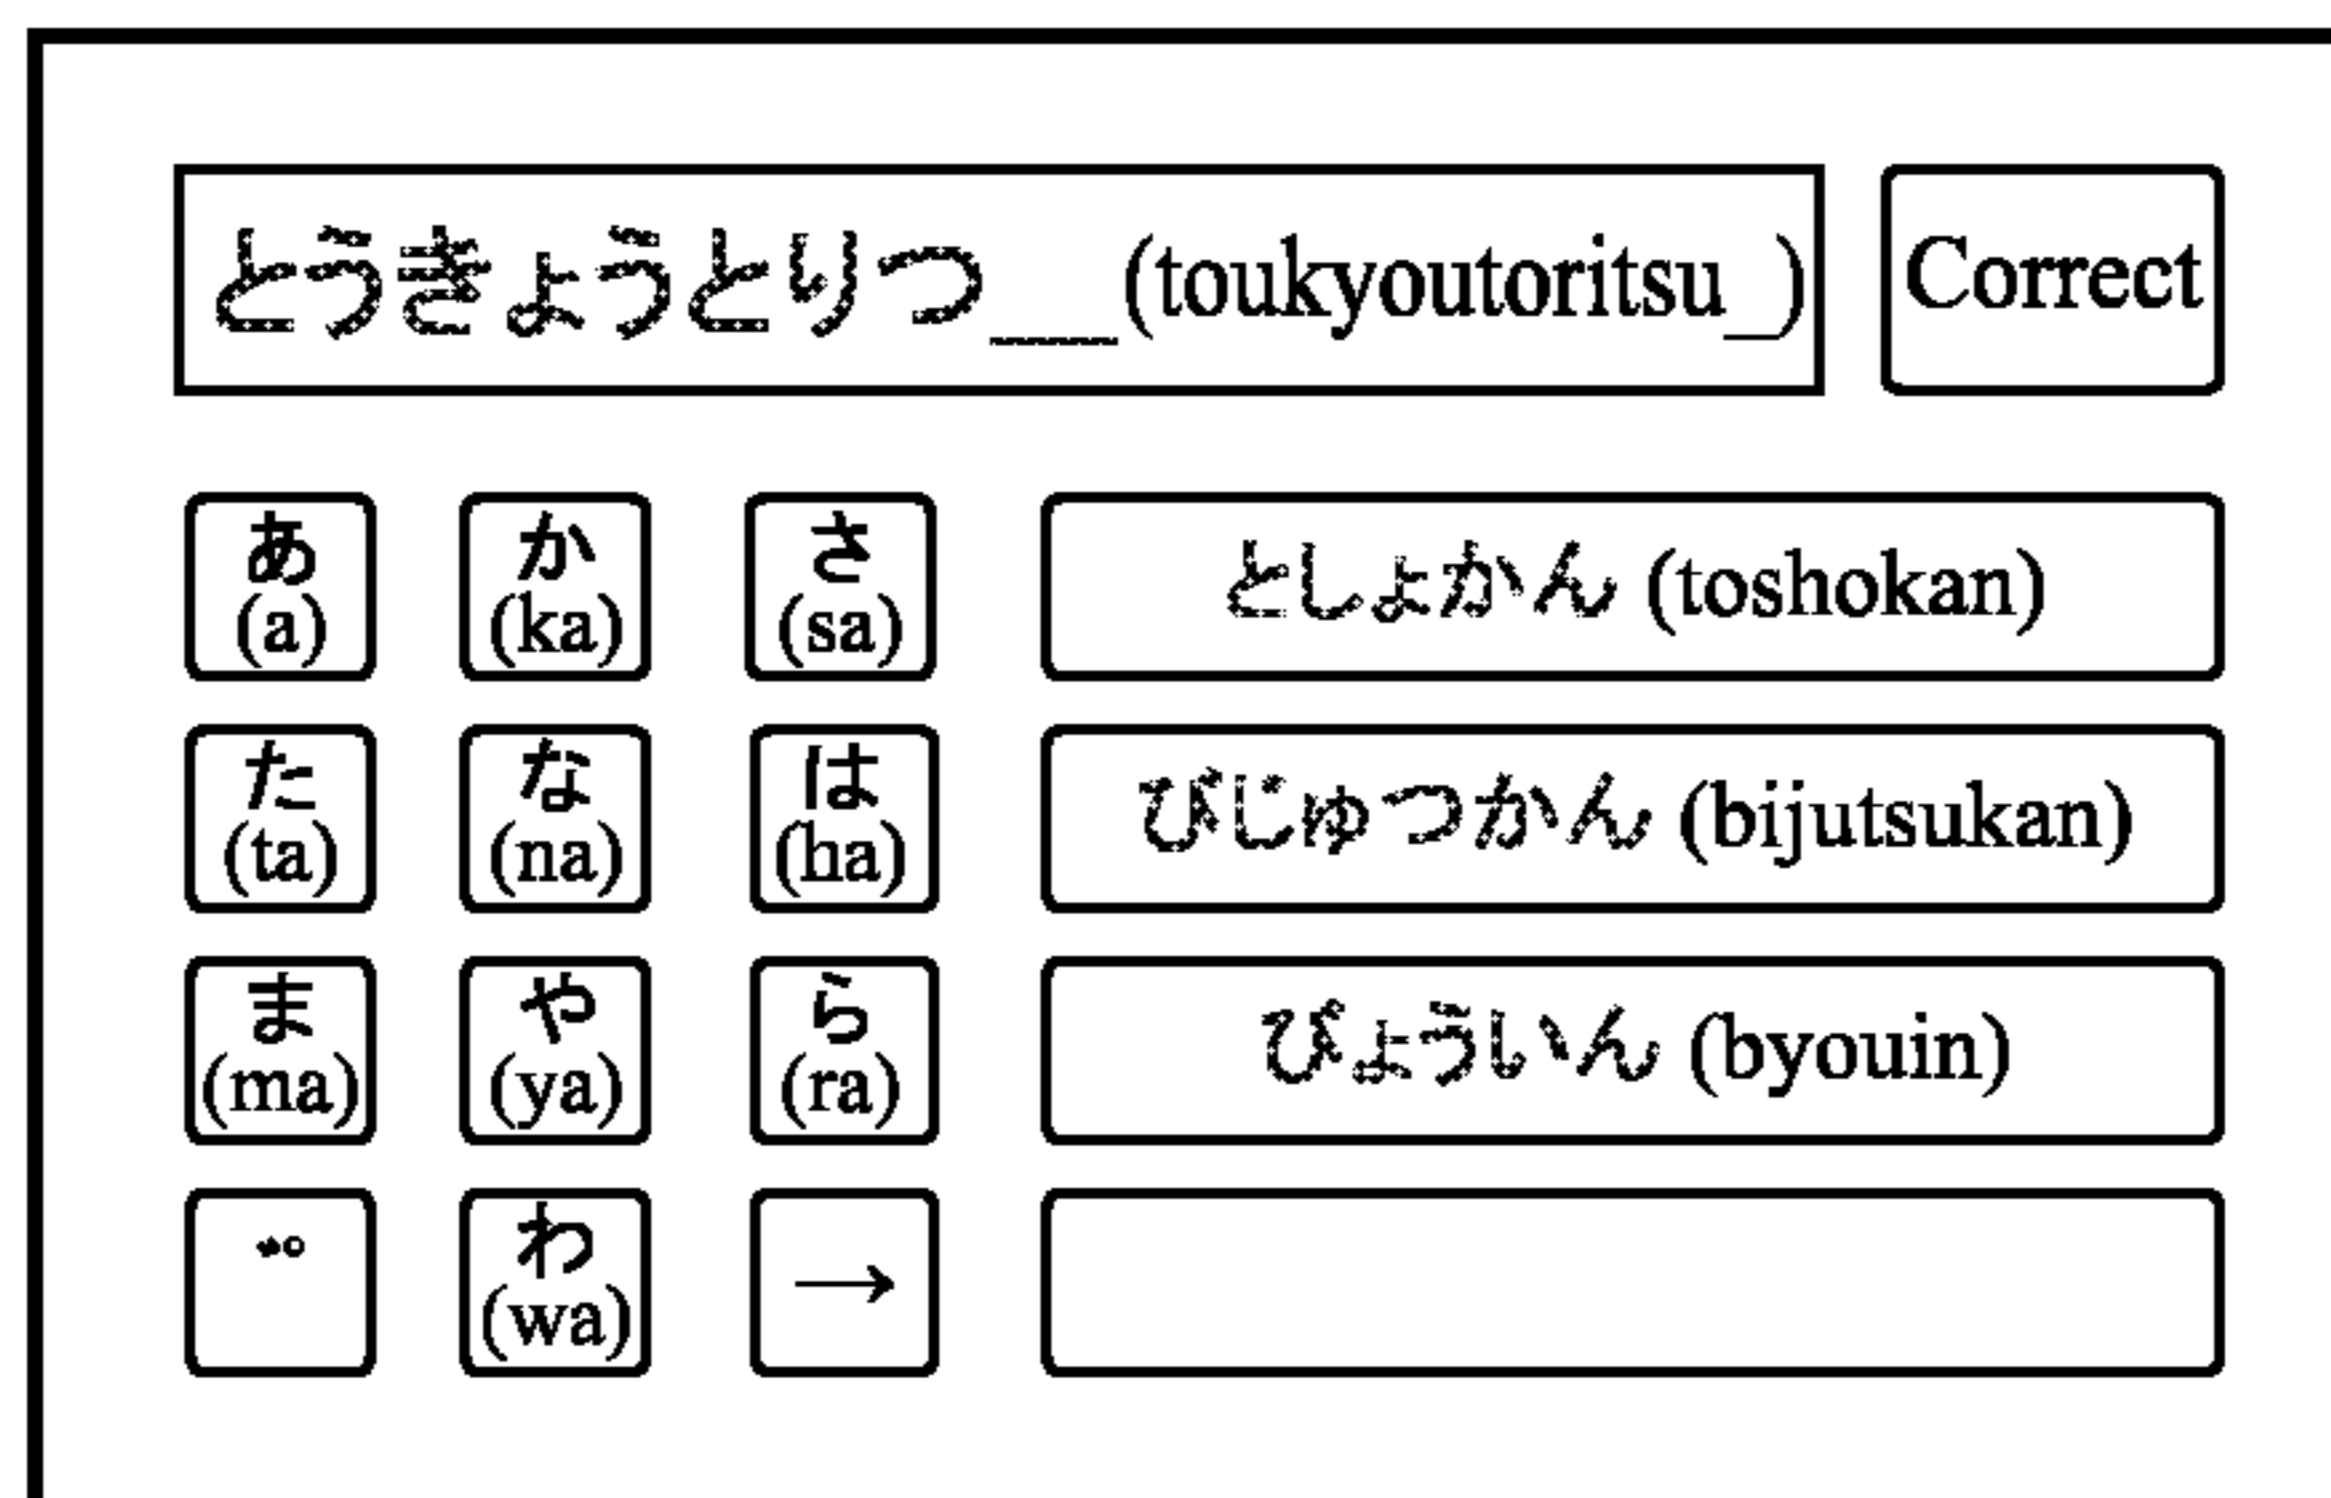 とうきょうとりつ__(toukyoutoritsu_) Correct
あ か さ
(a) (ka) (sa)
としょかん (toshokan)
た な は
(ta) (na) (ha)
びじゅつかん (bijutsukan)
ま や ら
(ma) (ya) (ra)
びょういん (byouin)
゛゜ わ →
(wa)